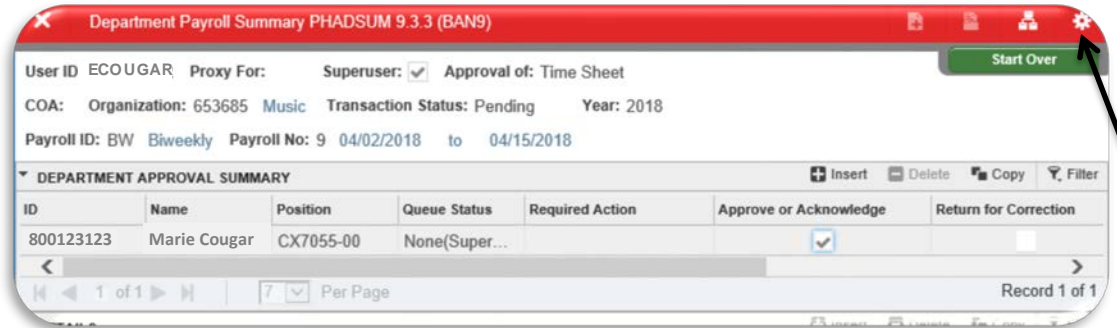 Department Payroll Summary PHADSUM 9.3.3 (BAN9)
Start Over
User ID ECOUGAR Proxy For: Superuser: Approval of: Time Sheet
COA: Organization: 653685 Music Transaction Status: Pending Year: 2018
Payroll ID: BW Biweekly Payroll No: 9 04/02/2018 to 04/15/2018
DEPARTMENT APPROVAL SUMMARY Insert Delete Copy Filter
ID Name Position Queue Status Required Action Approve or Acknowledge Return for Correction
800123123 Marie Cougar CX7055-00 None(Super...
1 of 1 7 Per Page Record 1 of 1